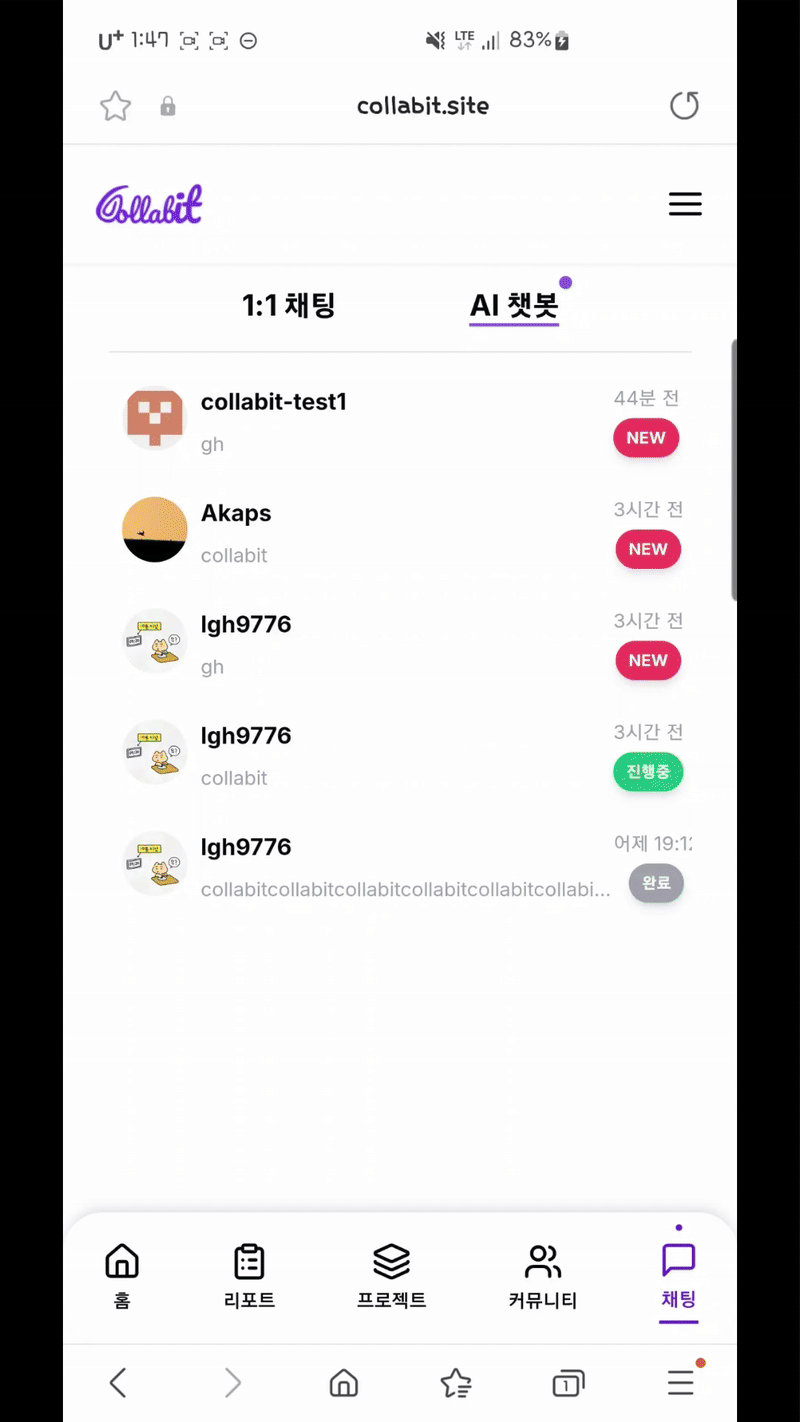 U+ 1:47 LTE 83%
collabit.site
Collabit
1:1 채팅 AI 챗봇
collabit-test1 44분 전
gh NEW
Akaps 3시간 전
collabit NEW
lgh9776 3시간 전
gh NEW
lgh9776 3시간 전
collabit 진행중
lgh9776 어제 19:12
collabitcollabitcollabitcollabitcollabitcollabi... 완료
홈 리포트 프로젝트 커뮤니티 채팅
1